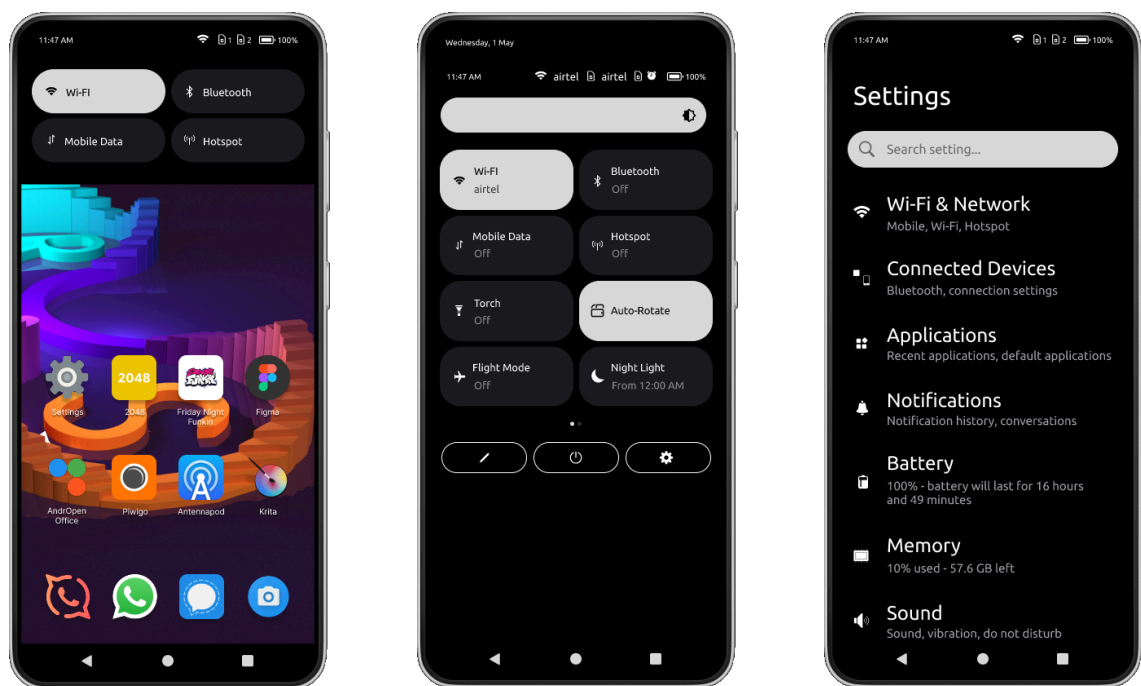 11:47 AM
1 2 100%
Wi-FI
Bluetooth
Mobile Data
Hotspot
2048
Settings
2048
Friday Night
Funkin
Figma
AndrOpen
Office
Piwigo
Antennapod
Krita
Wednesday, 1 May
11:47 AM
airtel airtel 100%
Wi-FI
airtel
Bluetooth
Off
Mobile Data
Off
Hotspot
Off
Torch
Off
Auto-Rotate
Flight Mode
Off
Night Light
From 12:00 AM
11:47 AM
1 2 100%
Settings
Search setting...
Wi-Fi & Network
Mobile, Wi-Fi, Hotspot
Connected Devices
Bluetooth, connection settings
Applications
Recent applications, default applications
Notifications
Notification history, conversations
Battery
100% - battery will last for 16 hours
and 49 minutes
Memory
10% used - 57.6 GB left
Sound
Sound, vibration, do not disturb